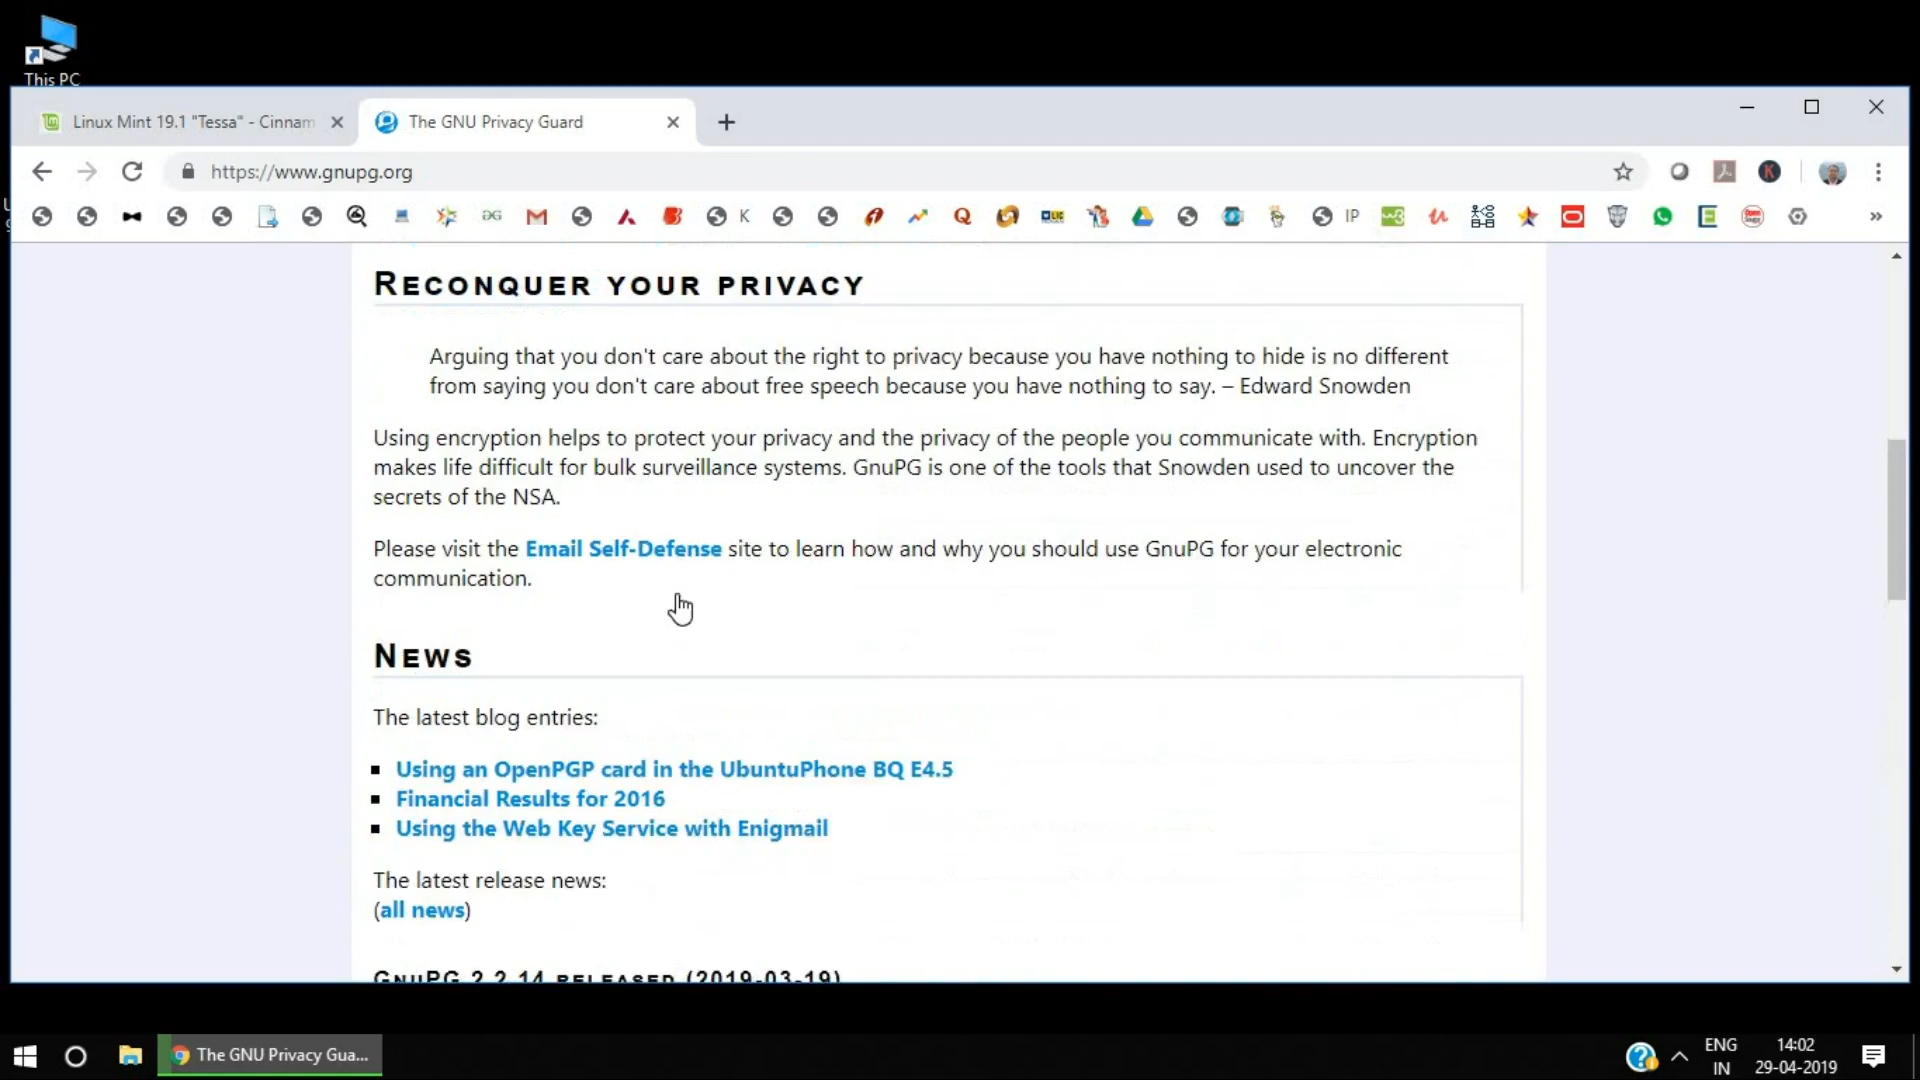 This PC
Linux Mint 19.1 "Tessa" - Cinnam
The GNU Privacy Guard
https://www.gnupg.org
K
IP
RECONQUER YOUR PRIVACY
Arguing that you don't care about the right to privacy because you have nothing to hide is no different
from saying you don't care about free speech because you have nothing to say. – Edward Snowden
Using encryption helps to protect your privacy and the privacy of the people you communicate with. Encryption
makes life difficult for bulk surveillance systems. GnuPG is one of the tools that Snowden used to uncover the
secrets of the NSA.
Please visit the Email Self-Defense site to learn how and why you should use GnuPG for your electronic
communication.
NEWS
The latest blog entries:
Using an OpenPGP card in the UbuntuPhone BQ E4.5
Financial Results for 2016
Using the Web Key Service with Enigmail
The latest release news:
(all news)
GNUPG 2.2.14 RELEASED (2019-03-19)
The GNU Privacy Gua...
ENG
IN
14:02
29-04-2019